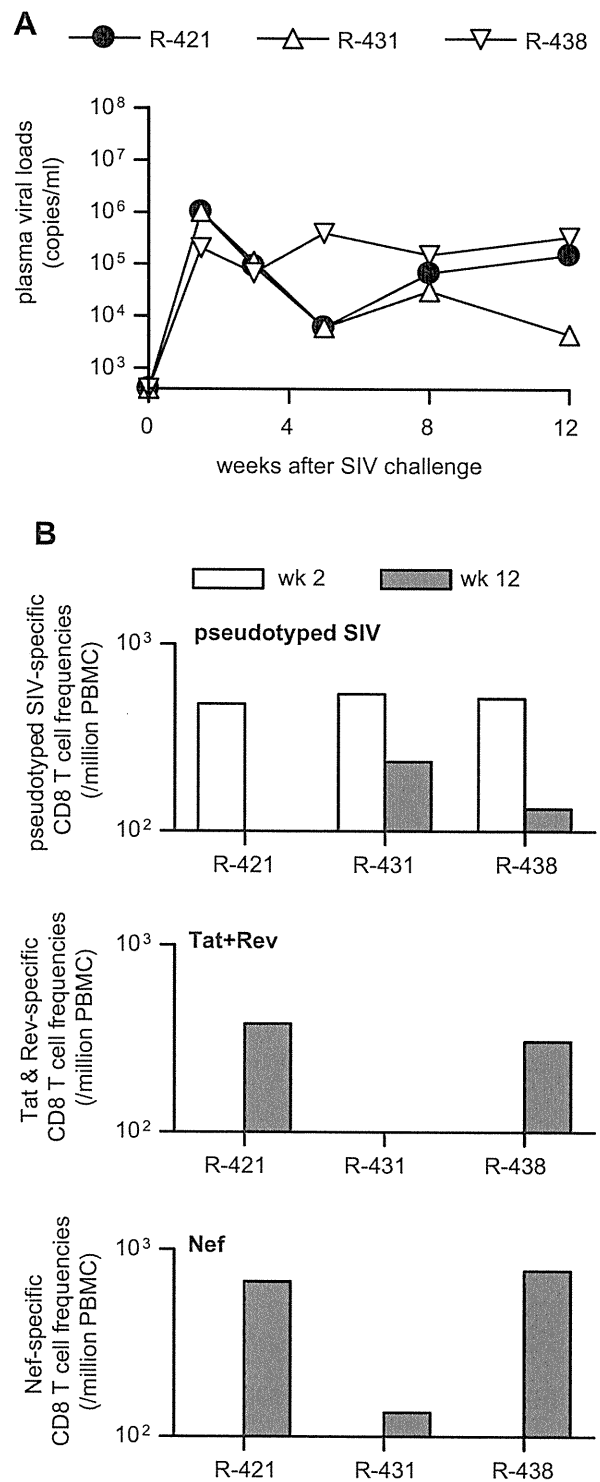 A
R-421 R-431 R-438
plasma viral loads
(copies/ml)
10⁸
10⁷
10⁶
10⁵
10⁴
10³
0 4 8 12
weeks after SIV challenge
B
wk 2 wk 12
pseudotyped SIV
pseudotyped SIV-specific
CD8 T cell frequencies
(/million PBMC)
10³
10²
R-421 R-431 R-438
Tat+Rev
Tat & Rev-specific
CD8 T cell frequencies
(/million PBMC)
10³
10²
R-421 R-431 R-438
Nef
Nef-specific
CD8 T cell frequencies
(/million PBMC)
10³
10²
R-421 R-431 R-438